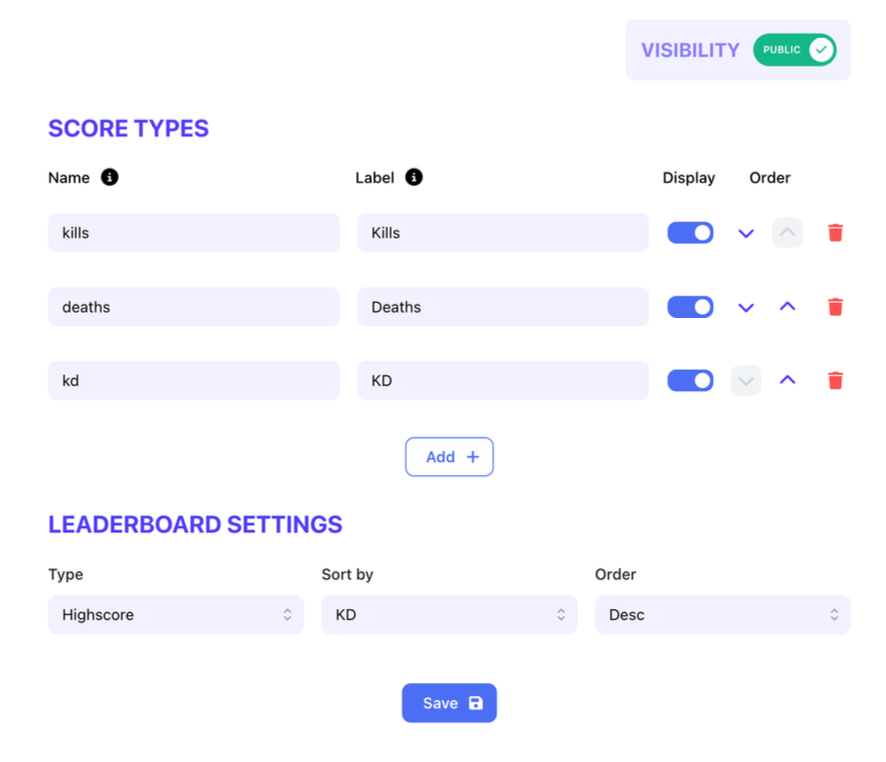 VISIBILITY PUBLIC
SCORE TYPES
Name Label Display Order
kills Kills
deaths Deaths
kd KD
Add +
LEADERBOARD SETTINGS
Type Sort by Order
Highscore KD Desc
Save